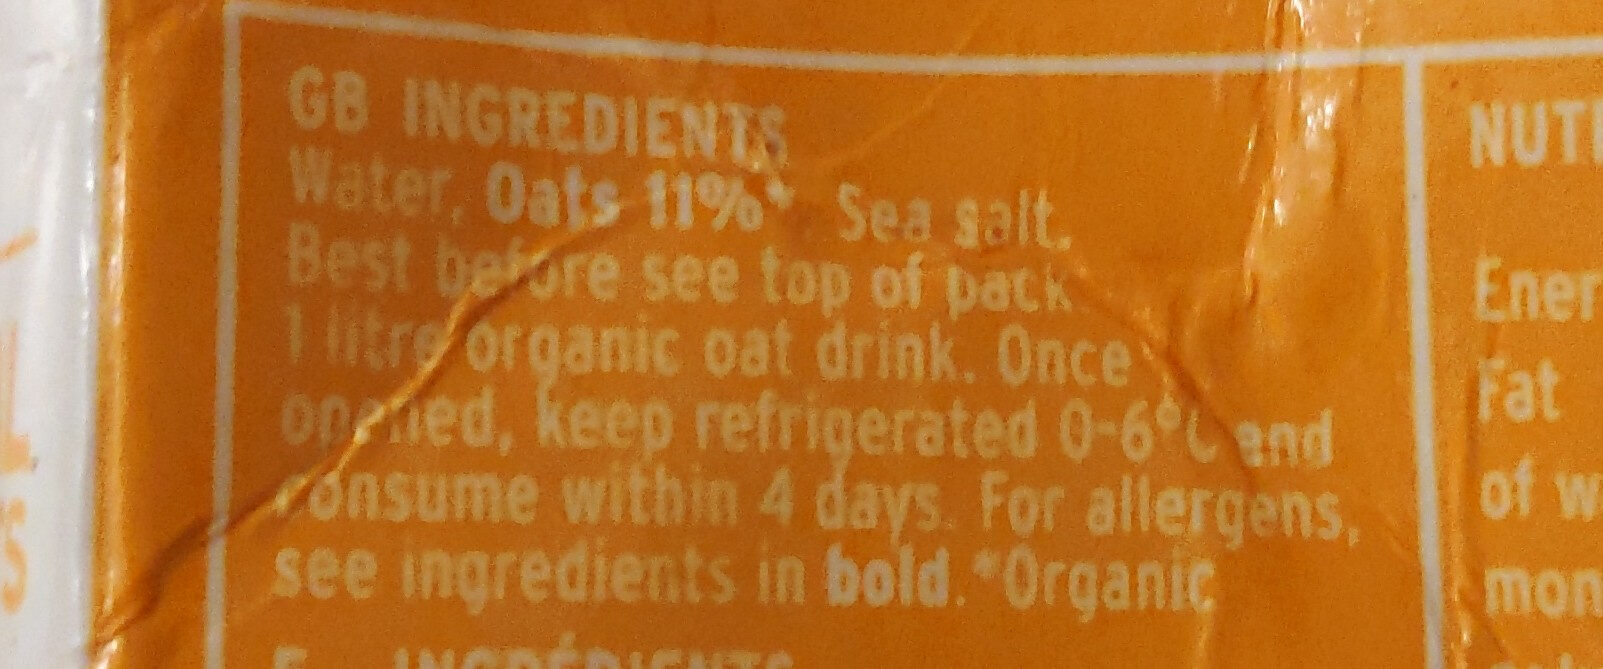 GB INGREDIENTS
Water, Oats 11%* Sea salt.
Best before see top of pack.
1 litre organic oat drink. Once
opened, keep refrigerated 0-6°C and
consume within 4 days. For allergens,
see ingredients in bold. *Organic
INGRÉDIENTS
NUTR
Ener
Fat
of w
mon